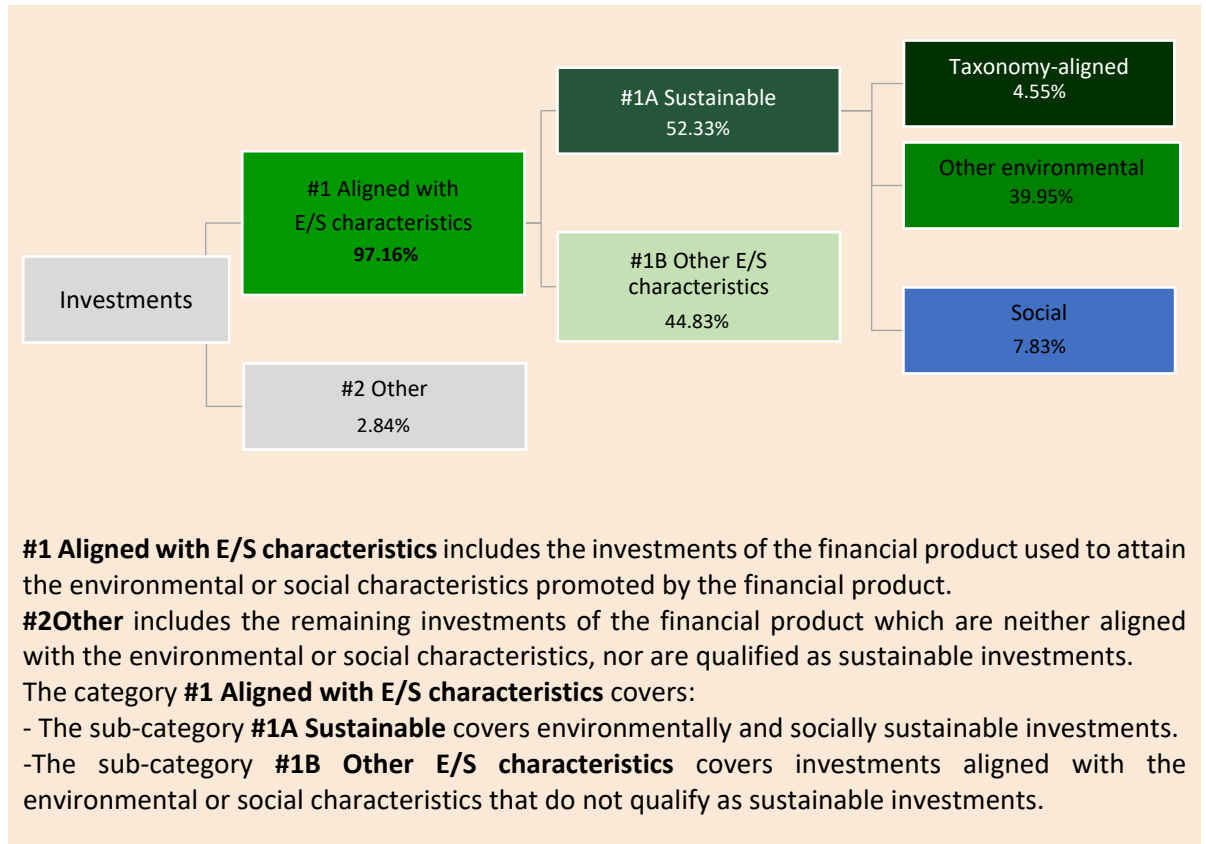 Investments
#1 Aligned with
E/S characteristics
97.16%
#2 Other
2.84%
#1A Sustainable
52.33%
#1B Other E/S
characteristics
44.83%
Taxonomy-aligned
4.55%
Other environmental
39.95%
Social
7.83%
#1 Aligned with E/S characteristics includes the investments of the financial product used to attain
the environmental or social characteristics promoted by the financial product.
#2Other includes the remaining investments of the financial product which are neither aligned
with the environmental or social characteristics, nor are qualified as sustainable investments.
The category #1 Aligned with E/S characteristics covers:
- The sub-category #1A Sustainable covers environmentally and socially sustainable investments.
-The sub-category #1B Other E/S characteristics covers investments aligned with the
environmental or social characteristics that do not qualify as sustainable investments.